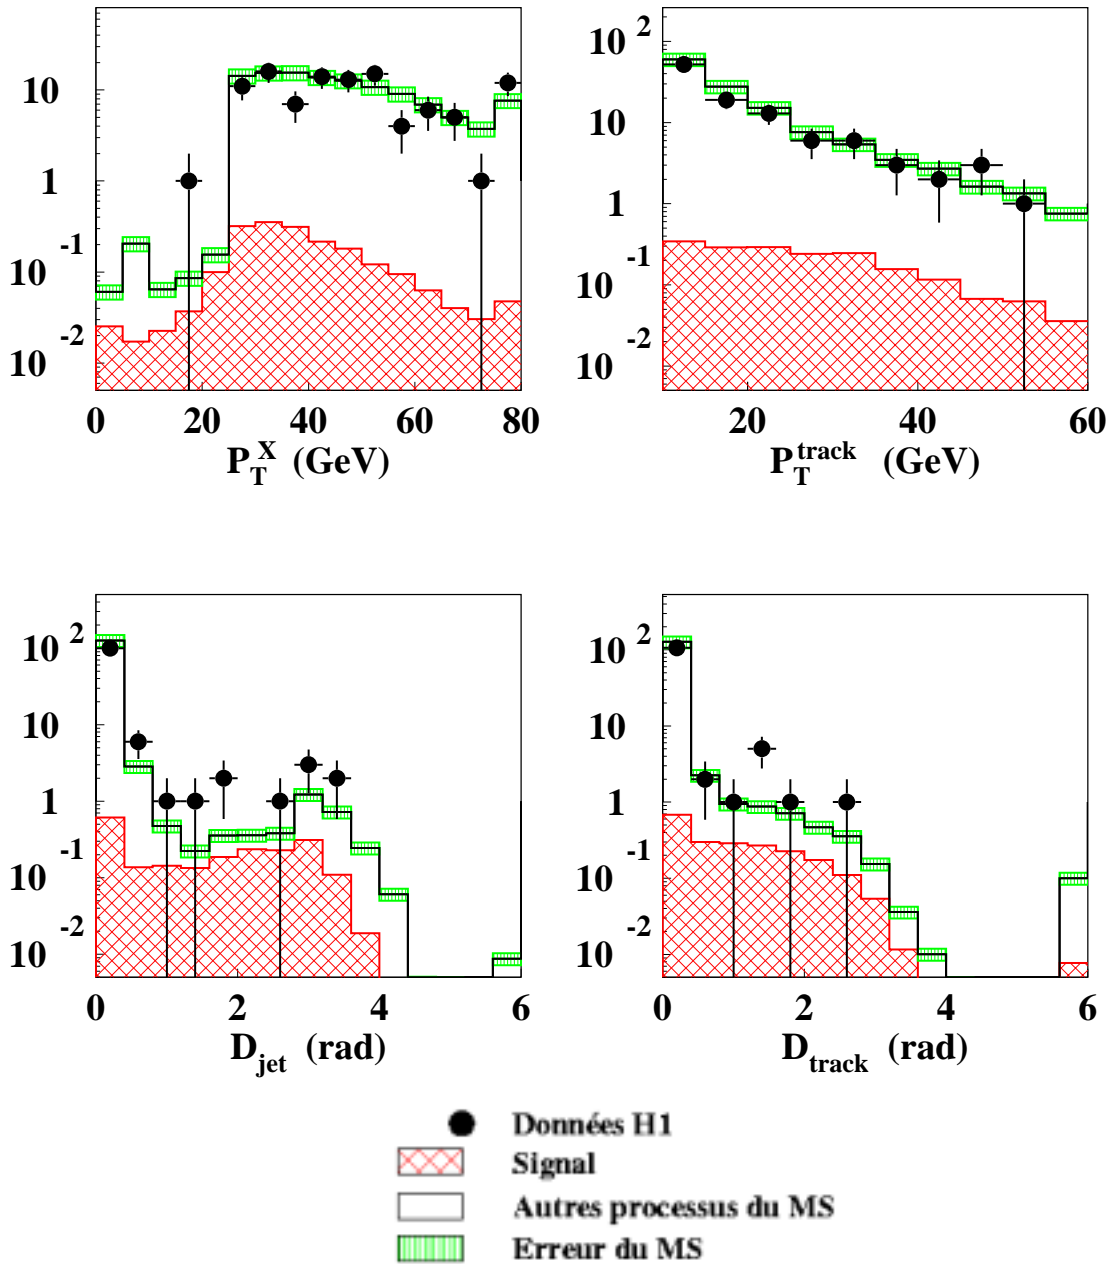 10
1
10 -1
10 -2
0 20 40 60 80
P_T^X (GeV)
10 2
10
1
10 -1
10 -2
20 40 60
P_T^track (GeV)
10 2
10
1
10 -1
10 -2
0 2 4 6
D_jet (rad)
10 2
10
1
10 -1
10 -2
0 2 4 6
D_track (rad)
Données H1
Signal
Autres processus du MS
Erreur du MS